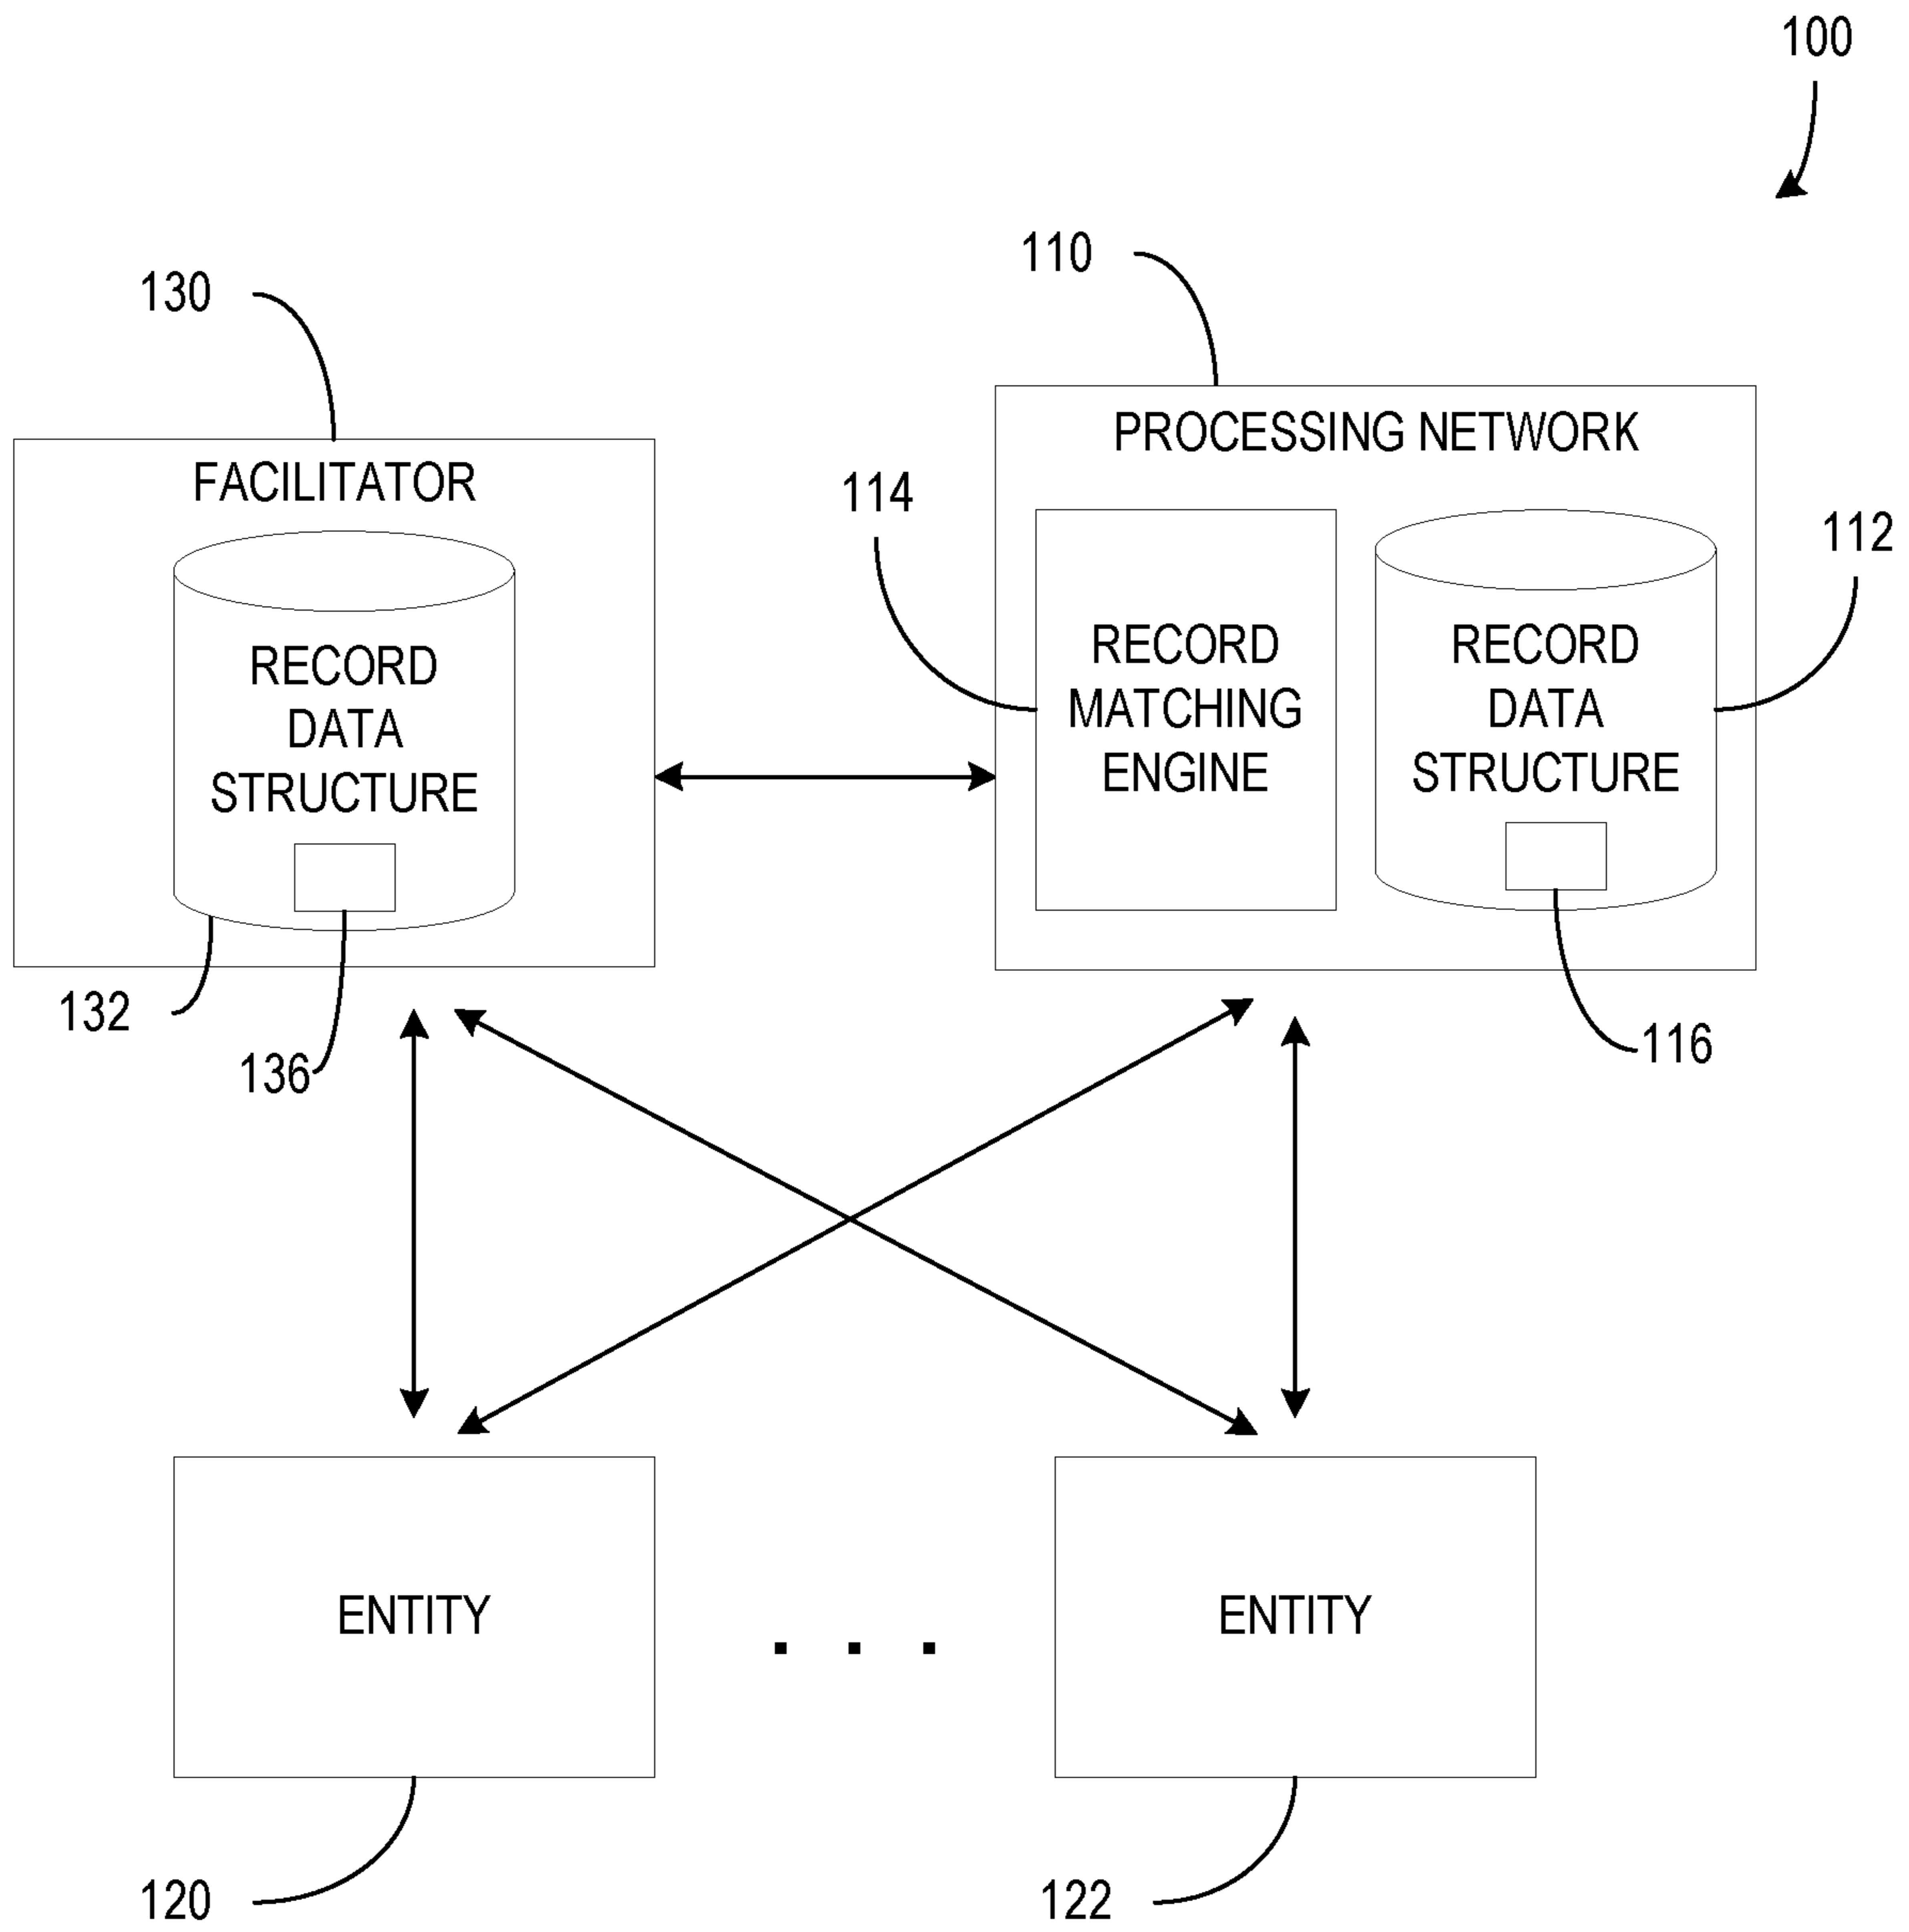 100
110
130
PROCESSING NETWORK
FACILITATOR
114
112
RECORD
DATA
STRUCTURE
RECORD
MATCHING
ENGINE
RECORD
DATA
STRUCTURE
132
136
116
ENTITY
. . .
ENTITY
120
122